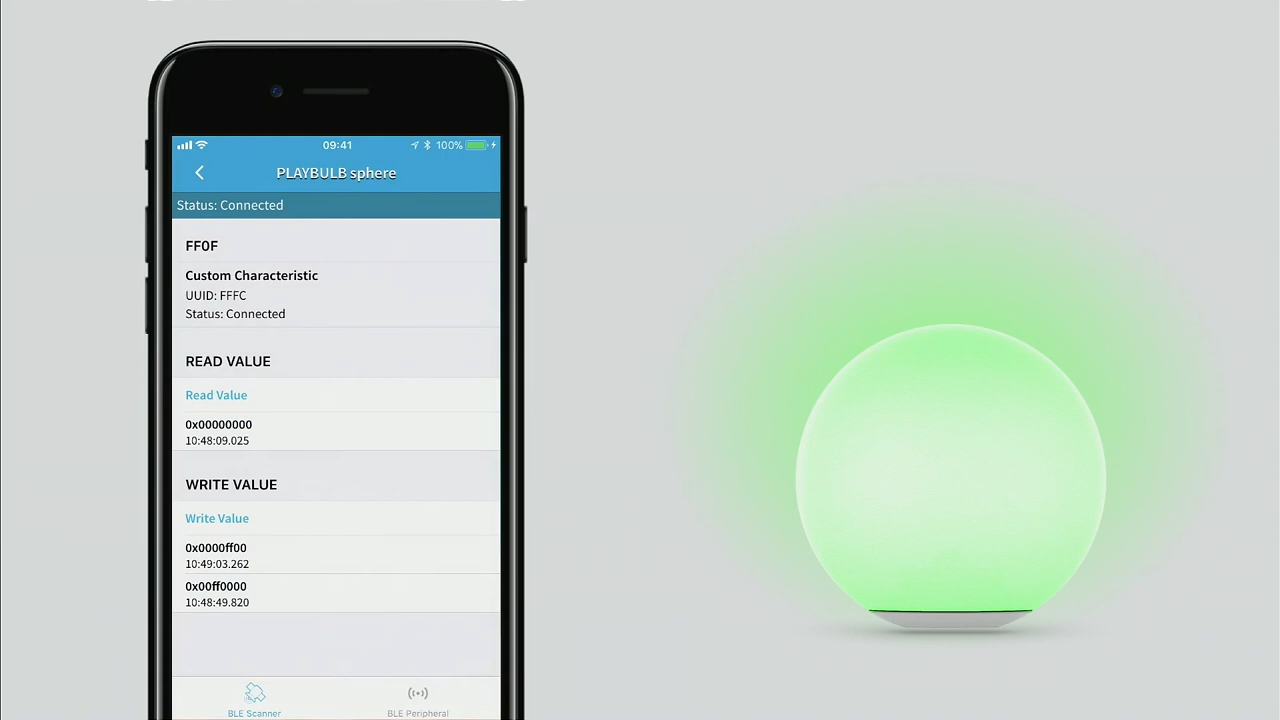 09:41
100%
PLAYBULB sphere
Status: Connected
FF0F
Custom Characteristic
UUID: FFFC
Status: Connected
READ VALUE
Read Value
0x00000000
10:48:09.025
WRITE VALUE
Write Value
0x0000ff00
10:49:03.262
0x00ff0000
10:48:49.820
BLE Scanner
BLE Peripheral